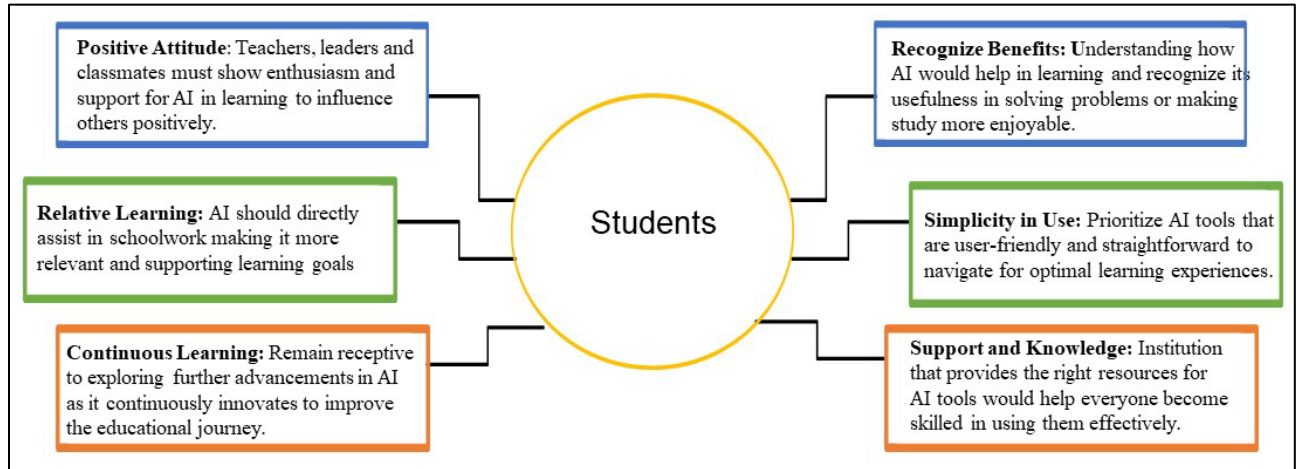 Positive Attitude: Teachers, leaders and
classmates must show enthusiasm and
support for AI in learning to influence
others positively.
Relative Learning: AI should directly
assist in schoolwork making it more
relevant and supporting learning goals
Continuous Learning: Remain receptive
to exploring further advancements in AI
as it continuously innovates to improve
the educational journey.
Students
Recognize Benefits: Understanding how
AI would help in learning and recognize its
usefulness in solving problems or making
study more enjoyable.
Simplicity in Use: Prioritize AI tools that
are user-friendly and straightforward to
navigate for optimal learning experiences.
Support and Knowledge: Institution
that provides the right resources for
AI tools would help everyone become
skilled in using them effectively.